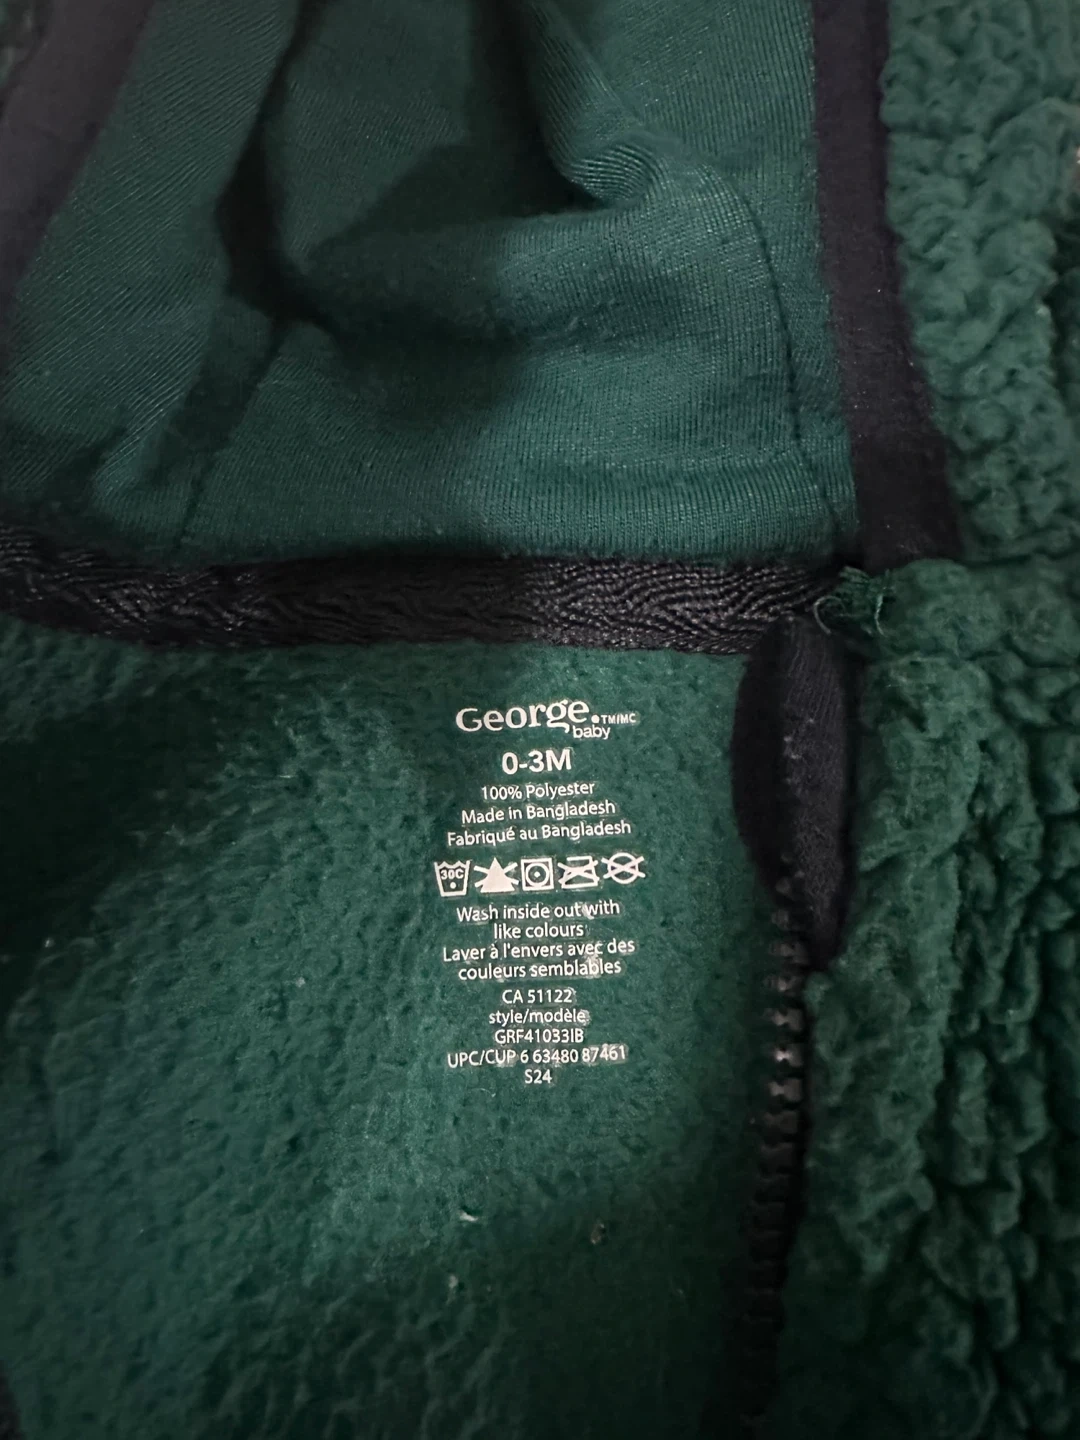 George TM/MC
baby
0-3M
100% Polyester
Made in Bangladesh
Fabriqué au Bangladesh
30C
Wash inside out with
like colours
Laver à l'envers avec des
couleurs semblables
CA 51122
style/modèle
GRF41033IB
UPC/CUP 6 63480 87461
S24